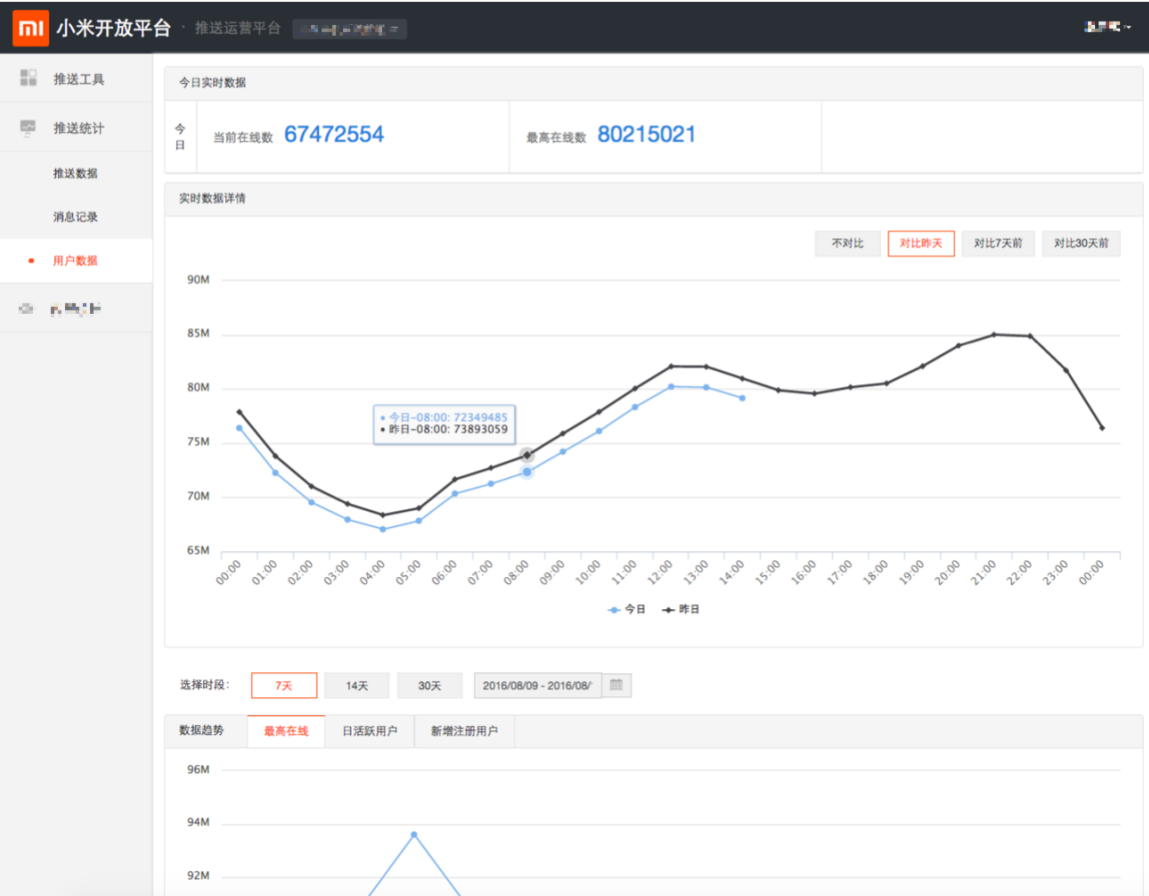 mi 小米开放平台 · 推送运营平台
推送工具
推送统计
推送数据
消息记录
用户数据
今日实时数据
今日
当前在线数 67472554
最高在线数 80215021
实时数据详情
不对比 对比昨天 对比7天前 对比30天前
90M
85M
80M
75M
70M
65M
今日-08:00: 72349485
昨日-08:00: 73893059
00:00 01:00 02:00 03:00 04:00 05:00 06:00 07:00 08:00 09:00 10:00 11:00 12:00 13:00 14:00 15:00 16:00 17:00 18:00 19:00 20:00 21:00 22:00 23:00 00:00
今日 昨日
选择时段: 7天 14天 30天 2016/08/09 - 2016/08/
数据趋势 最高在线 日活跃用户 新增注册用户
96M
94M
92M